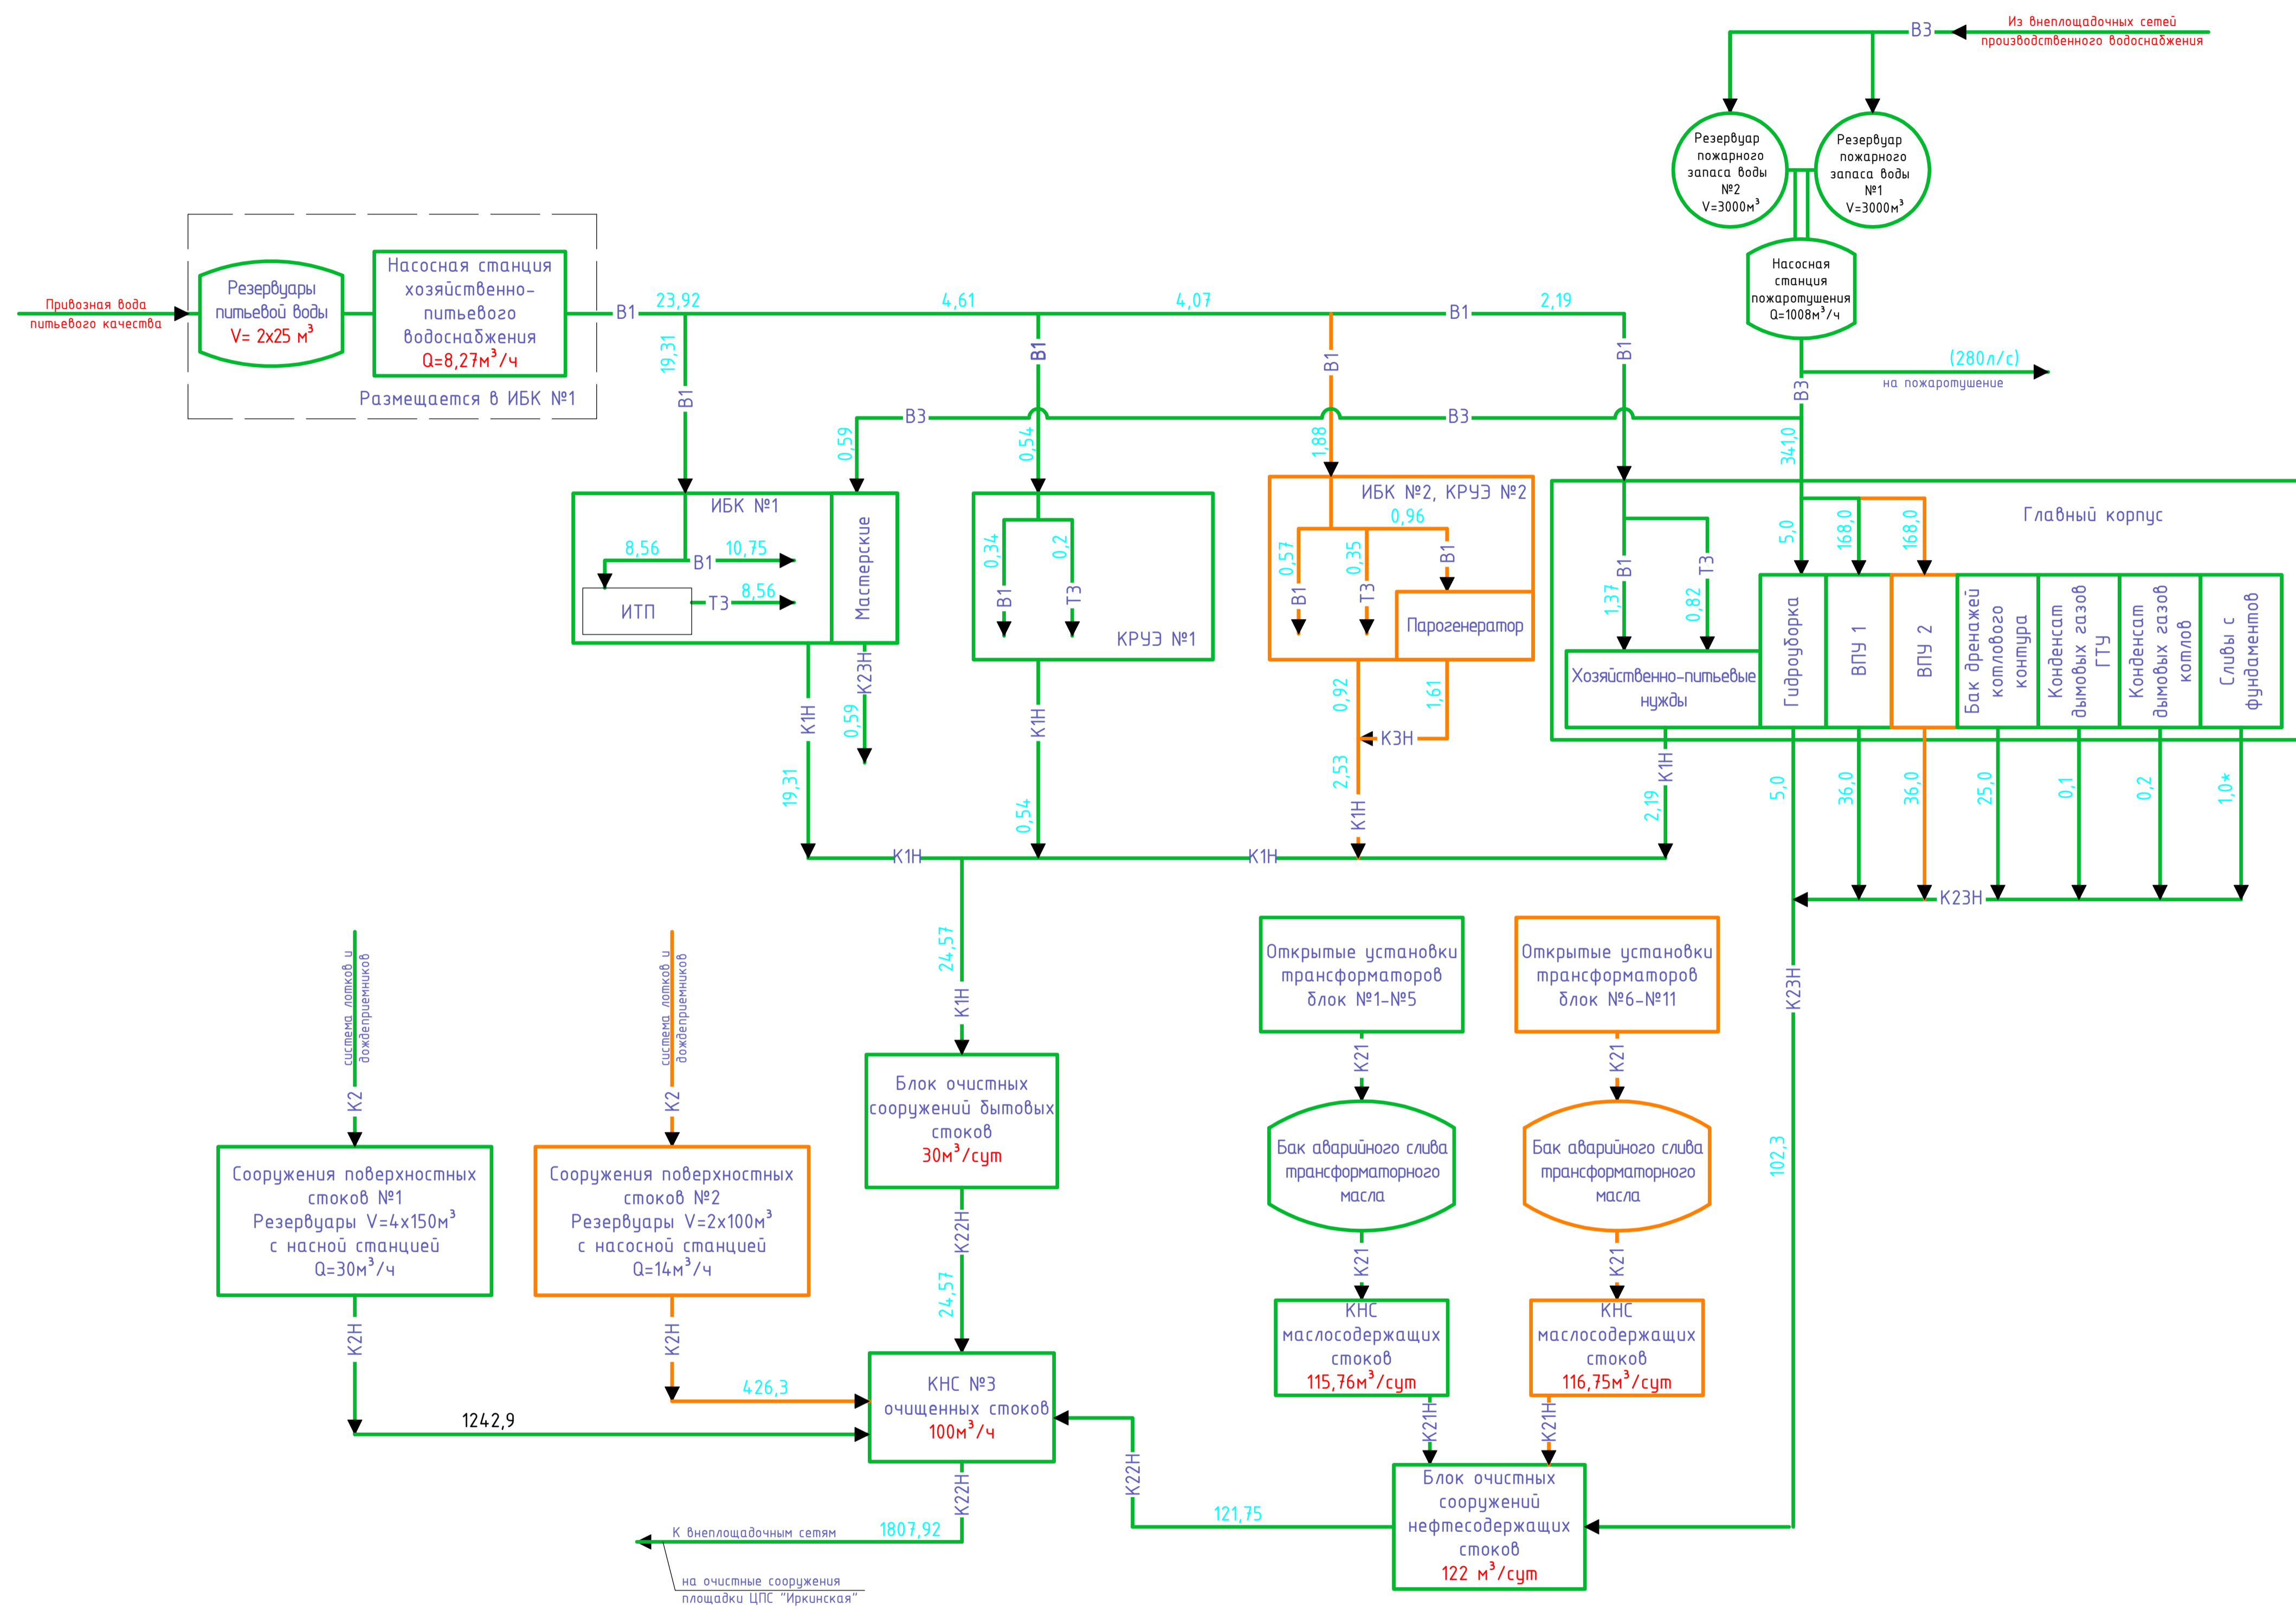 Из внеплощадочных сетей
производственного водоснабжения
В3
Резервуар
пожарного
запаса воды
№2
V=3000м³
Резервуар
пожарного
запаса воды
№1
V=3000м³
Насосная
станция
пожаротушения
Q=1008м³/ч
(280л/с)
на пожаротушение
В3
341,0
Привозная вода
питьевого качества
Резервуары
питьевой воды
V= 2х25 м³
Насосная станция
хозяйственно-
питьевого
водоснабжения
Q=8,27м³/ч
Размещается в ИБК №1
В1
23,92
4,61
4,07
В1
2,19
19,31
В1
В1
В1
В1
В3
В3
0,59
0,54
1,88
ИБК №1
8,56
10,75
В1
ИТП
Т3
8,56
Мастерские
0,34
В1
0,2
Т3
КРУЭ №1
ИБК №2, КРУЭ №2
0,96
0,57
В1
0,35
Т3
В1
Парогенератор
Главный корпус
1,37
В1
0,82
Т3
5,0
168,0
168,0
Хозяйственно-питьевые
нужды
Гидроуборка
ВПУ 1
ВПУ 2
Бак дренажей
котлового
контура
Конденсат
дымовых газов
ГТУ
Конденсат
дымовых газов
котлов
Сливы с
фундаментов
К1Н
19,31
К23Н
0,59
К1Н
0,54
0,92
1,61
К3Н
2,53
К1Н
К1Н
2,19
5,0
36,0
36,0
25,0
0,1
0,2
1,0*
К1Н
К1Н
К23Н
24,57
К1Н
К23Н
102,3
система лотков и
дождеприемников
К2
система лотков и
дождеприемников
К2
Открытые установки
трансформаторов
блок №1-№5
Открытые установки
трансформаторов
блок №6-№11
К21
К21
Блок очистных
сооружений бытовых
стоков
30м³/сут
Бак аварийного слива
трансформаторного
масла
Бак аварийного слива
трансформаторного
масла
Сооружения поверхностных
стоков №1
Резервуары V=4х150м³
с насной станцией
Q=30м³/ч
Сооружения поверхностных
стоков №2
Резервуары V=2х100м³
с насосной станцией
Q=14м³/ч
К22Н
24,57
К21
К21
К2Н
К2Н
КНС
маслосодержащих
стоков
115,76м³/сут
КНС
маслосодержащих
стоков
116,75м³/сут
426,3
1242,9
КНС №3
очищенных стоков
100м³/ч
К21Н
К21Н
К22Н
К22Н
121,75
Блок очистных
сооружений
нефтесодержащих
стоков
122 м³/сут
К внеплощадочным сетям
1807,92
на очистные сооружения
площадки ЦПС "Иркинская"